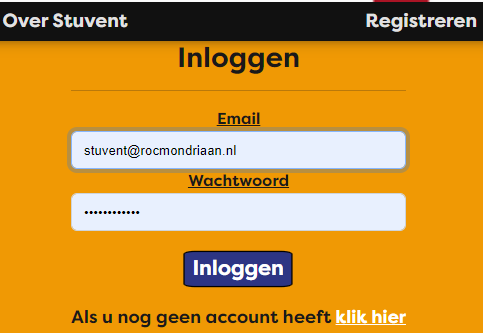 Over Stuvent Registreren
Inloggen
Email
stuvent@rocmondriaan.nl
Wachtwoord
••••••••••••
Inloggen
Als u nog geen account heeft klik hier